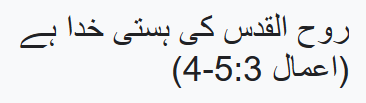 روح القدس کی ہستی خدا ہے
(اعمال 5:3-4)